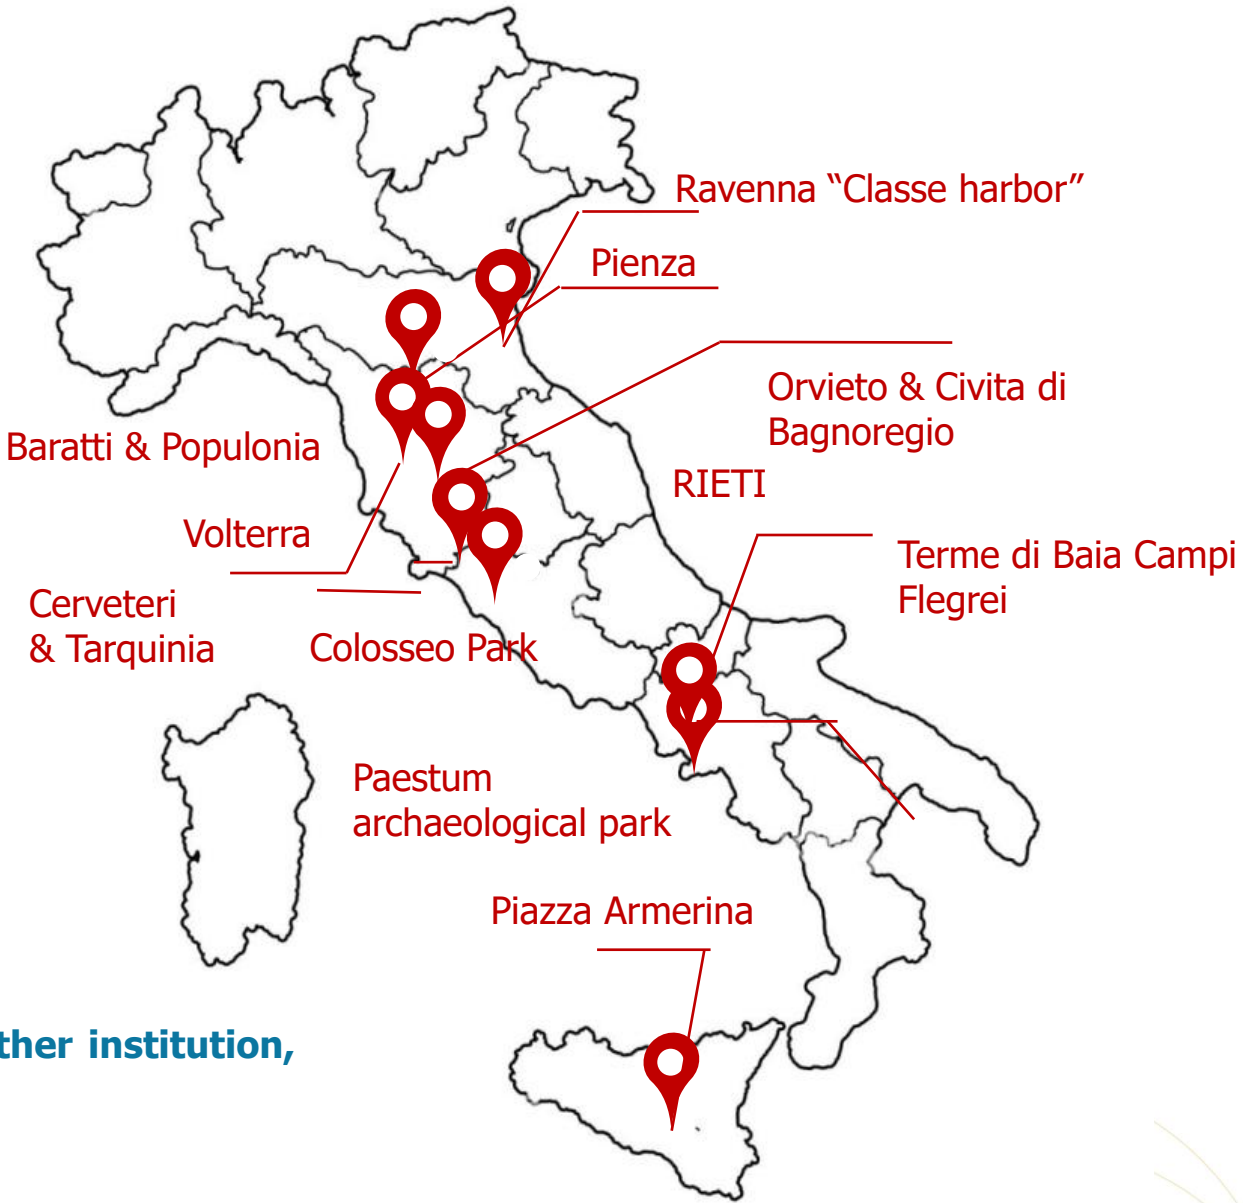 Ravenna “Classe harbor”
Pienza
Orvieto & Civita di
Bagnoregio
Baratti & Populonia
RIETI
Volterra
Terme di Baia Campi
Flegrei
Cerveteri
& Tarquinia
Colosseo Park
Paestum
archaeological park
Piazza Armerina
ther institution,